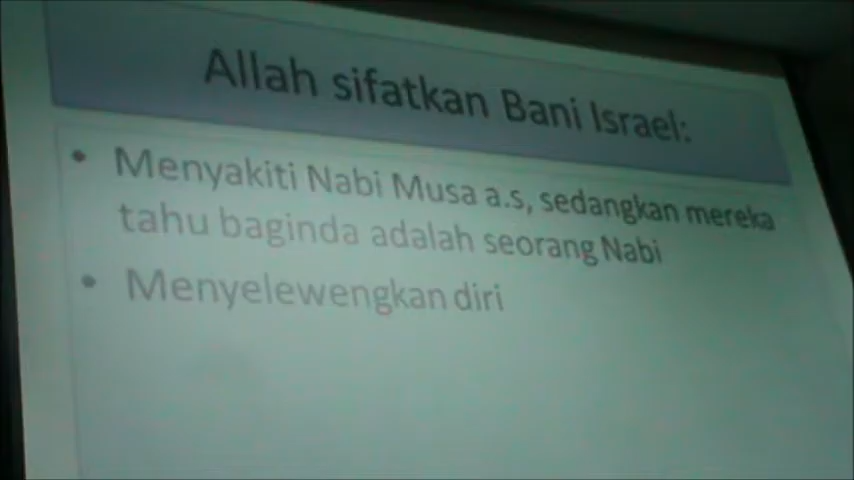 Allah sifatkan Bani Israel:
• Menyakiti Nabi Musa a.s, sedangkan mereka
tahu baginda adalah seorang Nabi
• Menyelewengkan diri